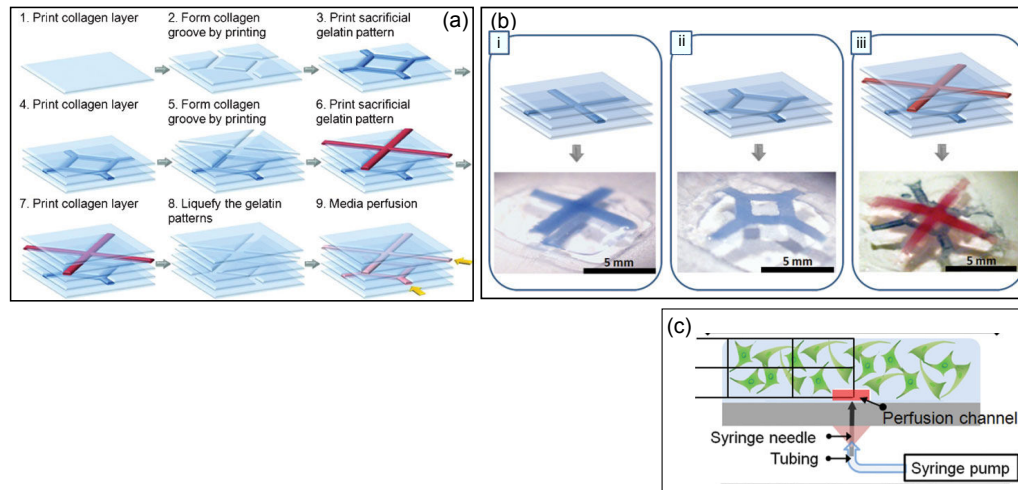 (a)
1. Print collagen layer
2. Form collagen
groove by printing
3. Print sacrificial
gelatin pattern
4. Print collagen layer
5. Form collagen
groove by printing
6. Print sacrificial
gelatin pattern
7. Print collagen layer
8. Liquefy the gelatin
patterns
9. Media perfusion
(b)
i
ii
iii
5 mm
5 mm
5 mm
(c)
Perfusion channel
Syringe needle
Tubing
Syringe pump